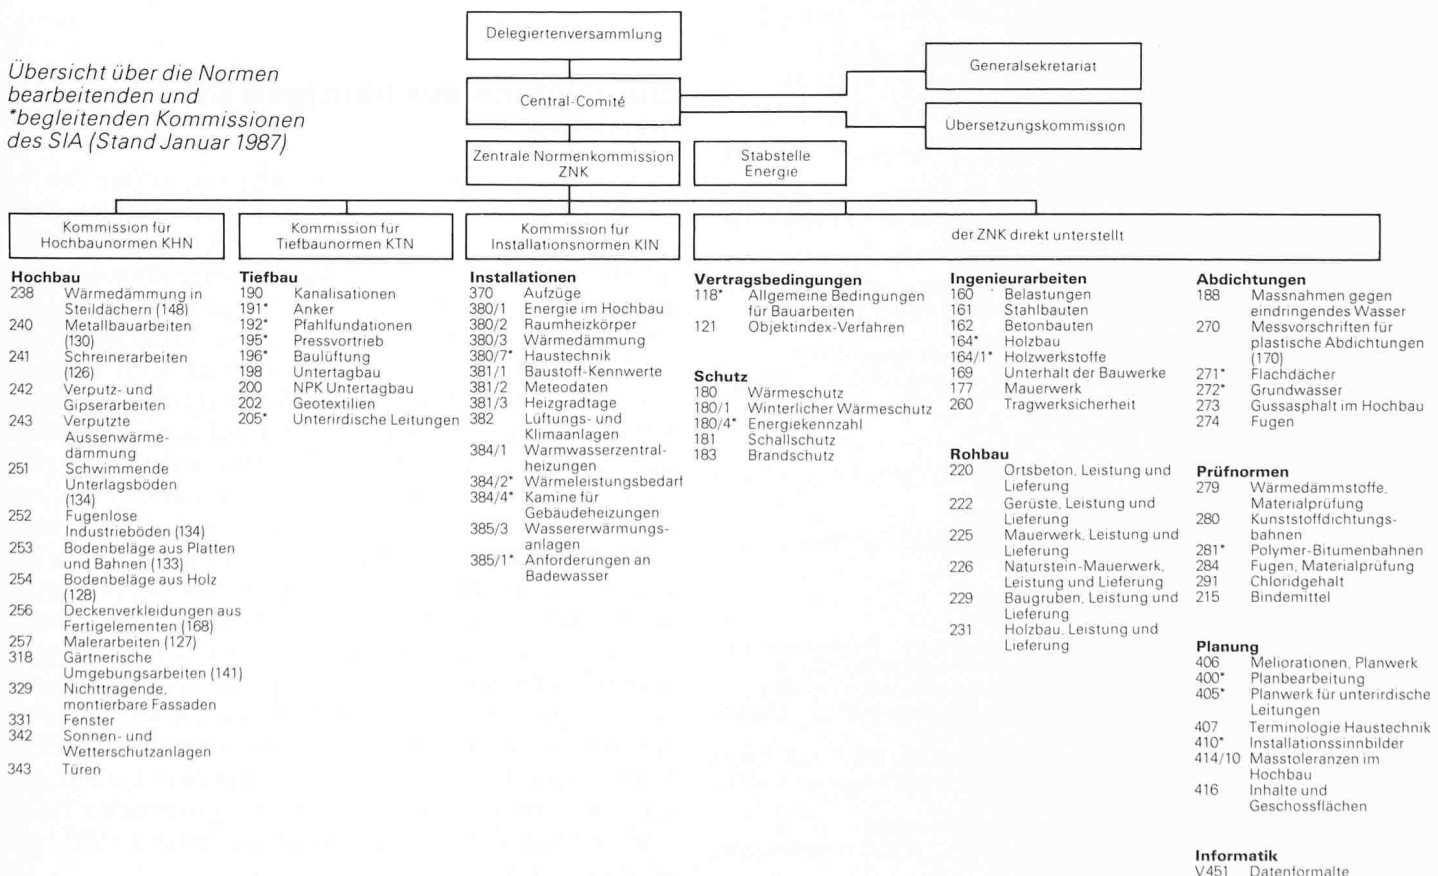 Delegiertenversammlung
Übersicht über die Normen
bearbeitenden und
*begleitenden Kommissionen
des SIA (Stand Januar 1987)
Central-Comité
Generalsekretariat
Übersetzungskommission
Zentrale Normenkommission
ZNK
Stabstelle
Energie
Kommission für
Hochbaunormen KHN
Kommission für
Tiefbaunormen KTN
Kommission für
Installationsnormen KIN
der ZNK direkt unterstellt
Hochbau
238 Wärmedämmung in
Steildächern (148)
240 Metallbauarbeiten
(130)
241 Schreinerarbeiten
(126)
242 Verputz- und
Gipserarbeiten
243 Verputzte
Aussenwärme-
dämmung
251 Schwimmende
Unterlagsböden
(134)
252 Fugenlose
Industrieböden (134)
253 Bodenbeläge aus Platten
und Bahnen (133)
254 Bodenbeläge aus Holz
(128)
256 Deckenverkleidungen aus
Fertigelementen (168)
257 Malerarbeiten (127)
318 Gärtnerische
Umgebungsarbeiten (141)
329 Nichttragende,
montierbare Fassaden
331 Fenster
342 Sonnen- und
Wetterschutzanlagen
343 Türen
Tiefbau
190 Kanalisationen
191* Anker
192* Pfahlfundationen
195* Pressvortrieb
196* Baulüftung
198 Untertagbau
200 NPK Untertagbau
202 Geotextilien
205* Unterirdische Leitungen
Installationen
370 Aufzüge
380/1 Energie im Hochbau
380/2 Raumheizkörper
380/3 Wärmedämmung
380/7* Haustechnik
381/1 Baustoff-Kennwerte
381/2 Meteodaten
381/3 Heizgradtage
382 Lüftungs- und
Klimaanlagen
384/1 Warmwasserzentral-
heizungen
384/2* Wärmeleistungsbedarf
384/4* Kamine für
Gebäudeheizungen
385/3 Wassererwärmungs-
anlagen
385/1* Anforderungen an
Badewasser
Vertragsbedingungen
118* Allgemeine Bedingungen
für Bauarbeiten
121 Objektindex-Verfahren
Schutz
180 Wärmeschutz
180/1 Winterlicher Wärmeschutz
180/4* Energiekennzahl
181 Schallschutz
183 Brandschutz
Ingenieurarbeiten
160 Belastungen
161 Stahlbauten
162 Betonbauten
164* Holzbau
164/1* Holzwerkstoffe
169 Unterhalt der Bauwerke
177 Mauerwerk
260 Tragwerksicherheit
Rohbau
220 Ortsbeton, Leistung und
Lieferung
222 Gerüste, Leistung und
Lieferung
225 Mauerwerk, Leistung und
Lieferung
226 Naturstein-Mauerwerk,
Leistung und Lieferung
229 Baugruben, Leistung und
Lieferung
231 Holzbau, Leistung und
Lieferung
Abdichtungen
188 Massnahmen gegen
eindringendes Wasser
270 Messvorschriften für
plastische Abdichtungen
(170)
271* Flachdächer
272* Grundwasser
273 Gussasphalt im Hochbau
274 Fugen
Prüfnormen
279 Wärmedämmstoffe,
Materialprüfung
280 Kunststoffdichtungs-
bahnen
281* Polymer-Bitumenbahnen
284 Fugen, Materialprüfung
291 Chloridgehalt
215 Bindemittel
Planung
406 Meliorationen, Planwerk
400* Planbearbeitung
405* Planwerk für unterirdische
Leitungen
407 Terminologie Haustechnik
410* Installationssinnbilder
414/10 Masstoleranzen im
Hochbau
416 Inhalte und
Geschossflächen
Informatik
V451 Datenformalte